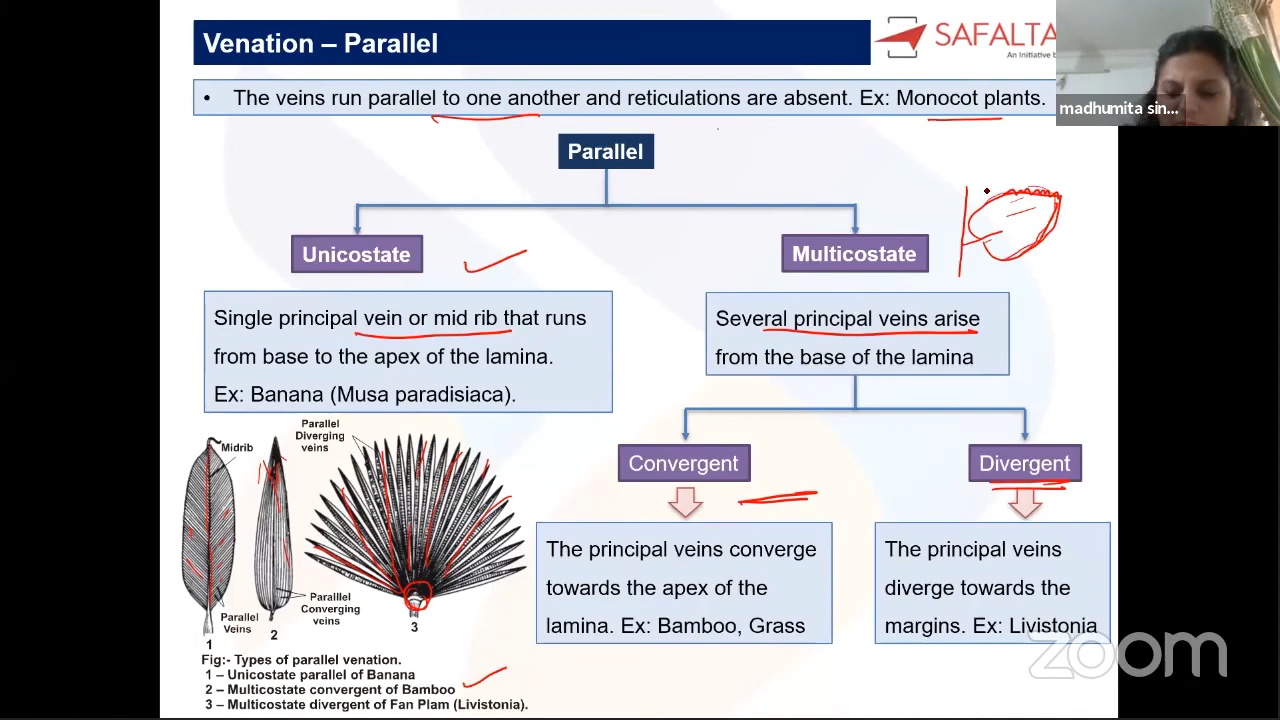 Venation – Parallel
SAFALTA
An Initiative b
• The veins run parallel to one another and reticulations are absent. Ex: Monocot plants.
madhumita sin...
Parallel
Unicostate
Multicostate
Single principal vein or mid rib that runs
from base to the apex of the lamina.
Ex: Banana (Musa paradisiaca).
Several principal veins arise
from the base of the lamina
Convergent
Divergent
The principal veins converge
towards the apex of the
lamina. Ex: Bamboo, Grass
The principal veins
diverge towards the
margins. Ex: Livistonia
Midrib
Parallel
Diverging
veins
Parallel
Veins
Paralllel
Converging
veins
1
2
3
Fig:- Types of parallel venation.
1 – Unicostate parallel of Banana
2 – Multicostate convergent of Bamboo
3 – Multicostate divergent of Fan Plam (Livistonia).
zoom